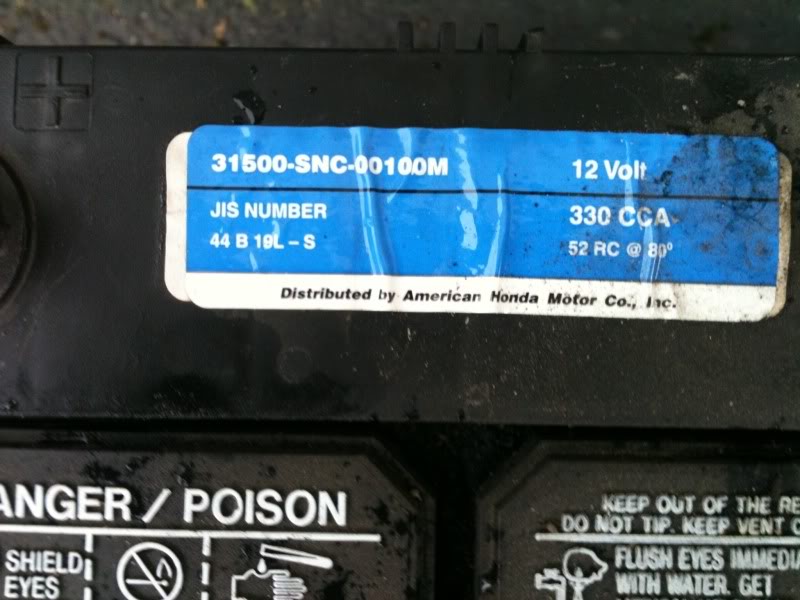 +
31500-SNC-00100M 12 Volt
JIS NUMBER 330 CCA
44 B 19L – S 52 RC @ 80º
Distributed by American Honda Motor Co., Inc.
ANGER / POISON
SHIELD
EYES
KEEP OUT OF THE RE
DO NOT TIP. KEEP VENT C
FLUSH EYES IMMEDIA
WITH WATER. GET